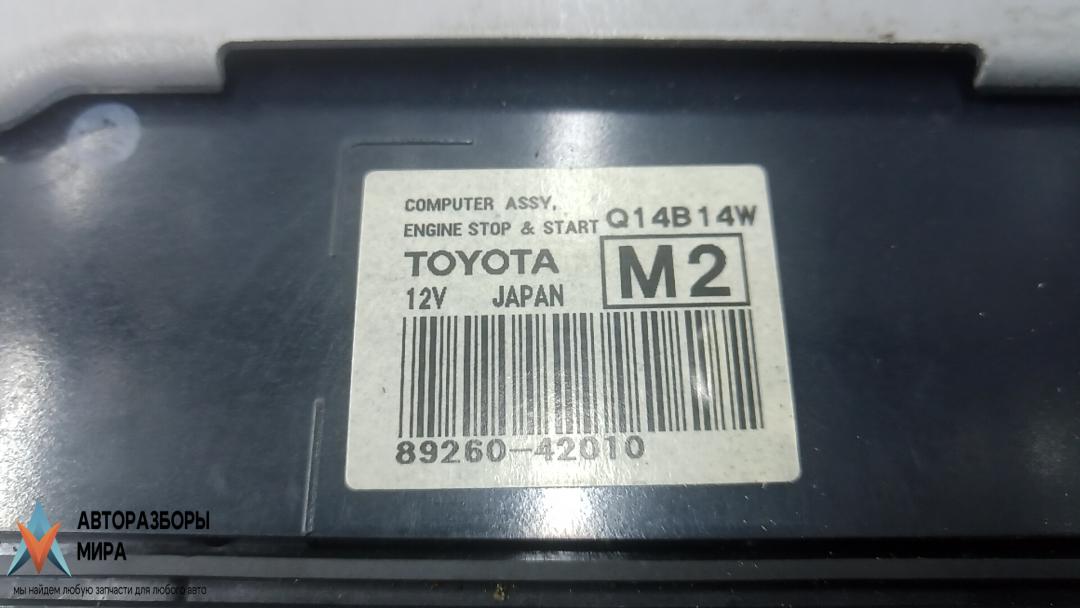 COMPUTER ASSY,
ENGINE STOP & START Q14B14W
TOYOTA M2
12V JAPAN
89260-42010
АВТОРАЗБОРЫ
МИРА
мы найдем любую запчасти для любого авто